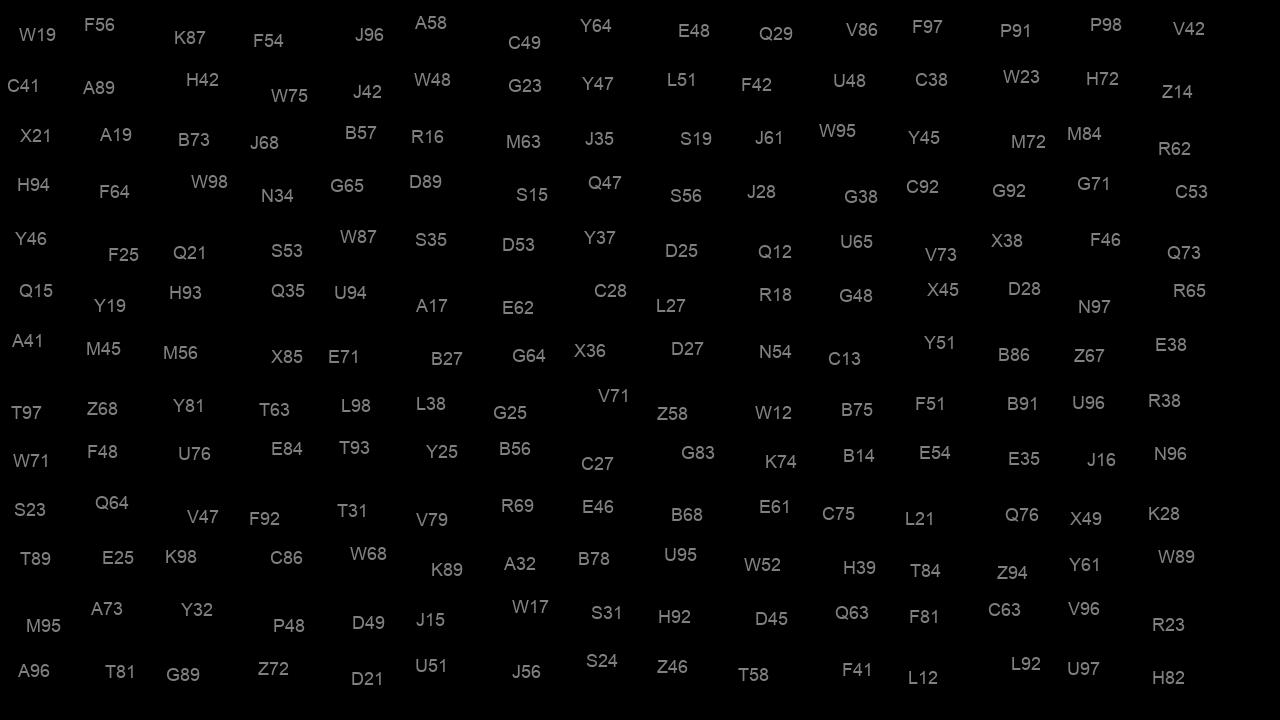 W19 F56 K87 F54 J96 A58 C49 Y64 E48 Q29 V86 F97 P91 P98 V42
C41 A89 H42 W75 J42 W48 G23 Y47 L51 F42 U48 C38 W23 H72 Z14
X21 A19 B73 J68 B57 R16 M63 J35 S19 J61 W95 Y45 M72 M84 R62
H94 F64 W98 N34 G65 D89 S15 Q47 S56 J28 G38 C92 G92 G71 C53
Y46 F25 Q21 S53 W87 S35 D53 Y37 D25 Q12 U65 V73 X38 F46 Q73
Q15 Y19 H93 Q35 U94 A17 E62 C28 L27 R18 G48 X45 D28 N97 R65
A41 M45 M56 X85 E71 B27 G64 X36 D27 N54 C13 Y51 B86 Z67 E38
T97 Z68 Y81 T63 L98 L38 G25 V71 Z58 W12 B75 F51 B91 U96 R38
W71 F48 U76 E84 T93 Y25 B56 C27 G83 K74 B14 E54 E35 J16 N96
S23 Q64 V47 F92 T31 V79 R69 E46 B68 E61 C75 L21 Q76 X49 K28
T89 E25 K98 C86 W68 K89 A32 B78 U95 W52 H39 T84 Z94 Y61 W89
M95 A73 Y32 P48 D49 J15 W17 S31 H92 D45 Q63 F81 C63 V96 R23
A96 T81 G89 Z72 D21 U51 J56 S24 Z46 T58 F41 L12 L92 U97 H82